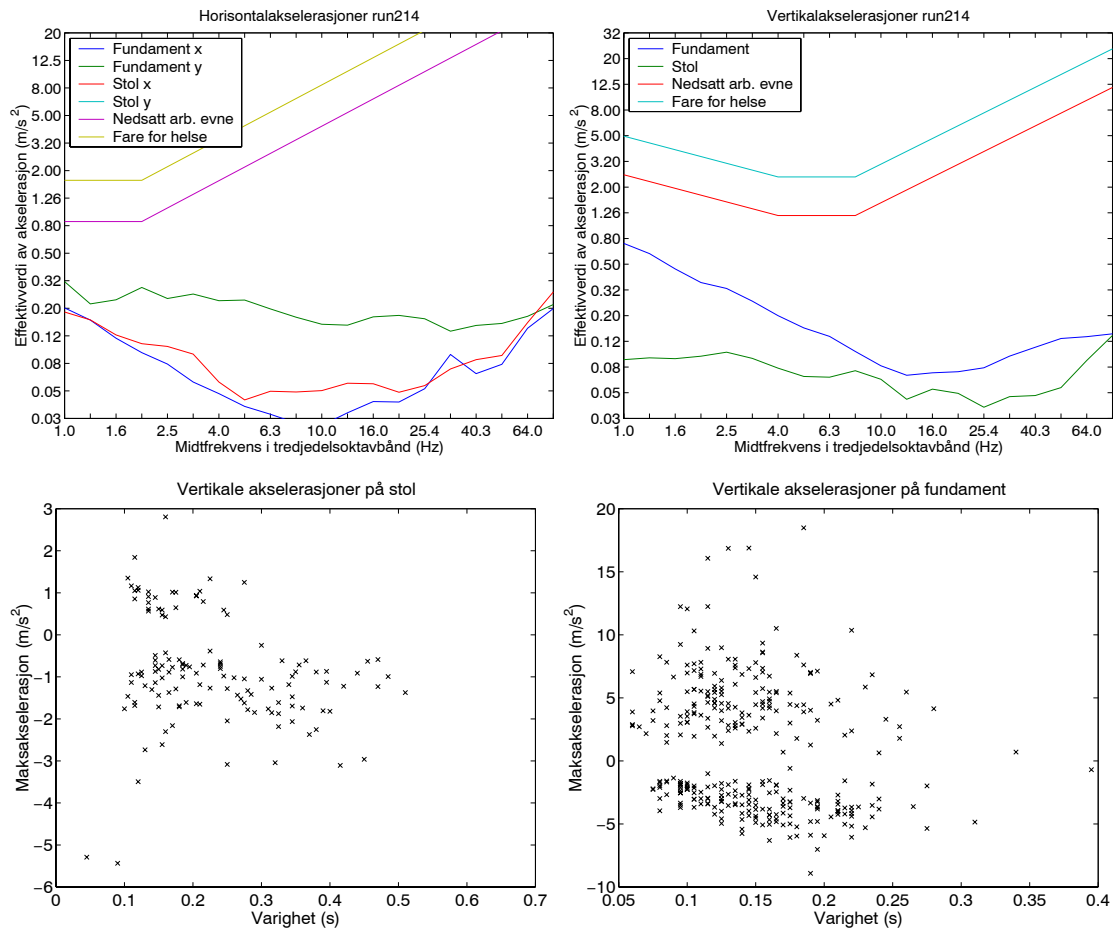 Horisontalakselerasjoner run214
Effektivverdi av akselerasjon (m/s²)
20
12.5
8.00
5.00
3.20
2.00
1.26
0.80
0.50
0.32
0.20
0.12
0.08
0.05
0.03
Fundament x
Fundament y
Stol x
Stol y
Nedsatt arb. evne
Fare for helse
1.0 1.6 2.5 4.0 6.3 10.0 16.0 25.4 40.3 64.0
Midtfrekvens i tredjedelsoktavbånd (Hz)
Vertikalakselerasjoner run214
Effektivverdi av akselerasjon (m/s²)
32
20
12.5
8.00
5.00
3.20
2.00
1.26
0.80
0.50
0.32
0.20
0.12
0.08
0.05
0.03
Fundament
Stol
Nedsatt arb. evne
Fare for helse
1.0 1.6 2.5 4.0 6.3 10.0 16.0 25.4 40.3 64.0
Midtfrekvens i tredjedelsoktavbånd (Hz)
Vertikale akselerasjoner på stol
Maksakselerasjon (m/s²)
3
2
1
0
−1
−2
−3
−4
−5
−6
0 0.1 0.2 0.3 0.4 0.5 0.6 0.7
Varighet (s)
Vertikale akselerasjoner på fundament
Maksakselerasjon (m/s²)
20
15
10
5
0
−5
−10
0.05 0.1 0.15 0.2 0.25 0.3 0.35 0.4
Varighet (s)